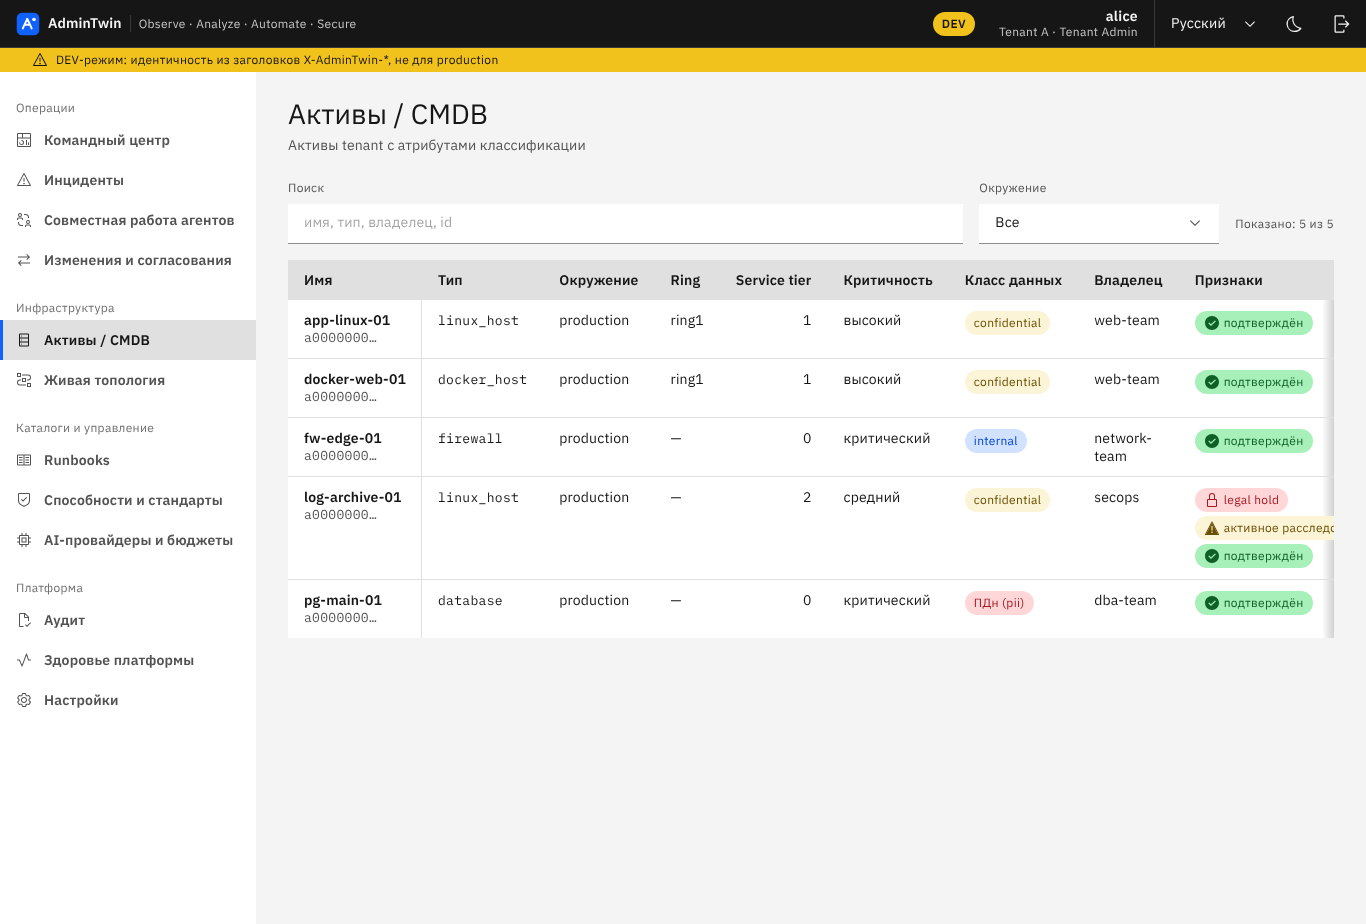 AdminTwin
Observe · Analyze · Automate · Secure
DEV
alice
Tenant A · Tenant Admin
Русский
DEV-режим: идентичность из заголовков X-AdminTwin-*, не для production
Операции
Командный центр
Инциденты
Совместная работа агентов
Изменения и согласования
Инфраструктура
Активы / CMDB
Живая топология
Каталоги и управление
Runbooks
Способности и стандарты
AI-провайдеры и бюджеты
Платформа
Аудит
Здоровье платформы
Настройки
Активы / CMDB
Активы tenant с атрибутами классификации
Поиск
имя, тип, владелец, id
Окружение
Все
Показано: 5 из 5
Имя Тип Окружение Ring Service tier Критичность Класс данных Владелец Признаки
app-linux-01 linux_host production ring1 1 высокий confidential web-team подтверждён
a0000000…
docker-web-01 docker_host production ring1 1 высокий confidential web-team подтверждён
a0000000…
fw-edge-01 firewall production — 0 критический internal network- подтверждён
a0000000… team
log-archive-01 linux_host production — 2 средний confidential secops legal hold
a0000000…
активное расслед
подтверждён
pg-main-01 database production — 0 критический ПДн (pii) dba-team подтверждён
a0000000…